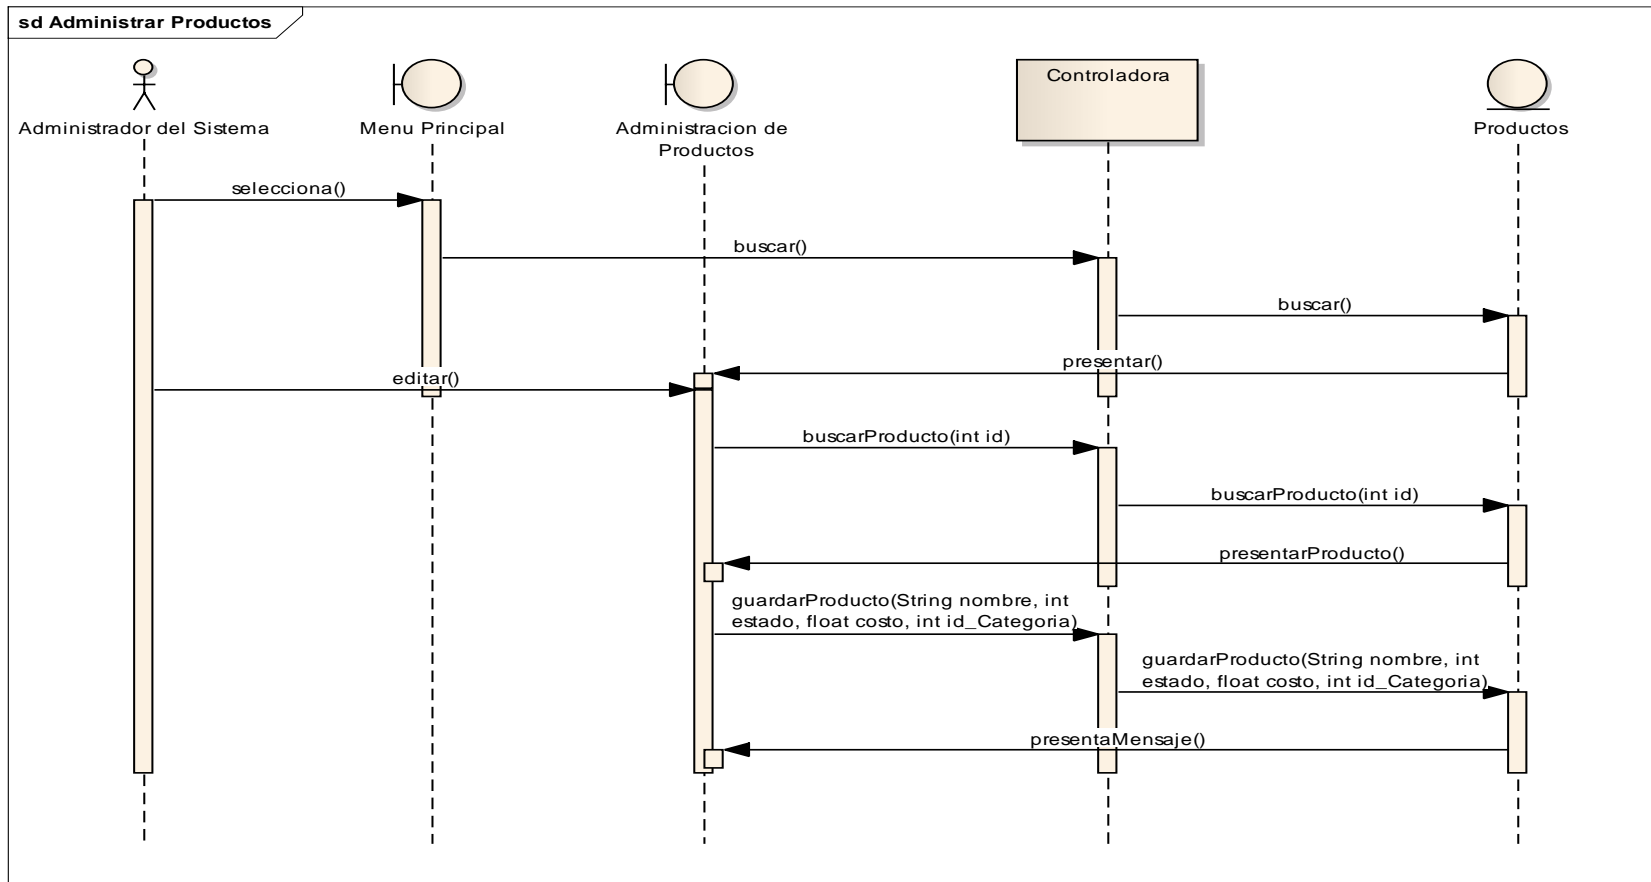 sd Administrar Productos
Administrador del Sistema
Menu Principal
Administracion de
Productos
Controladora
Productos
selecciona()
buscar()
buscar()
presentar()
editar()
buscarProducto(int id)
buscarProducto(int id)
presentarProducto()
guardarProducto(String nombre, int
estado, float costo, int id_Categoria)
guardarProducto(String nombre, int
estado, float costo, int id_Categoria)
presentaMensaje()